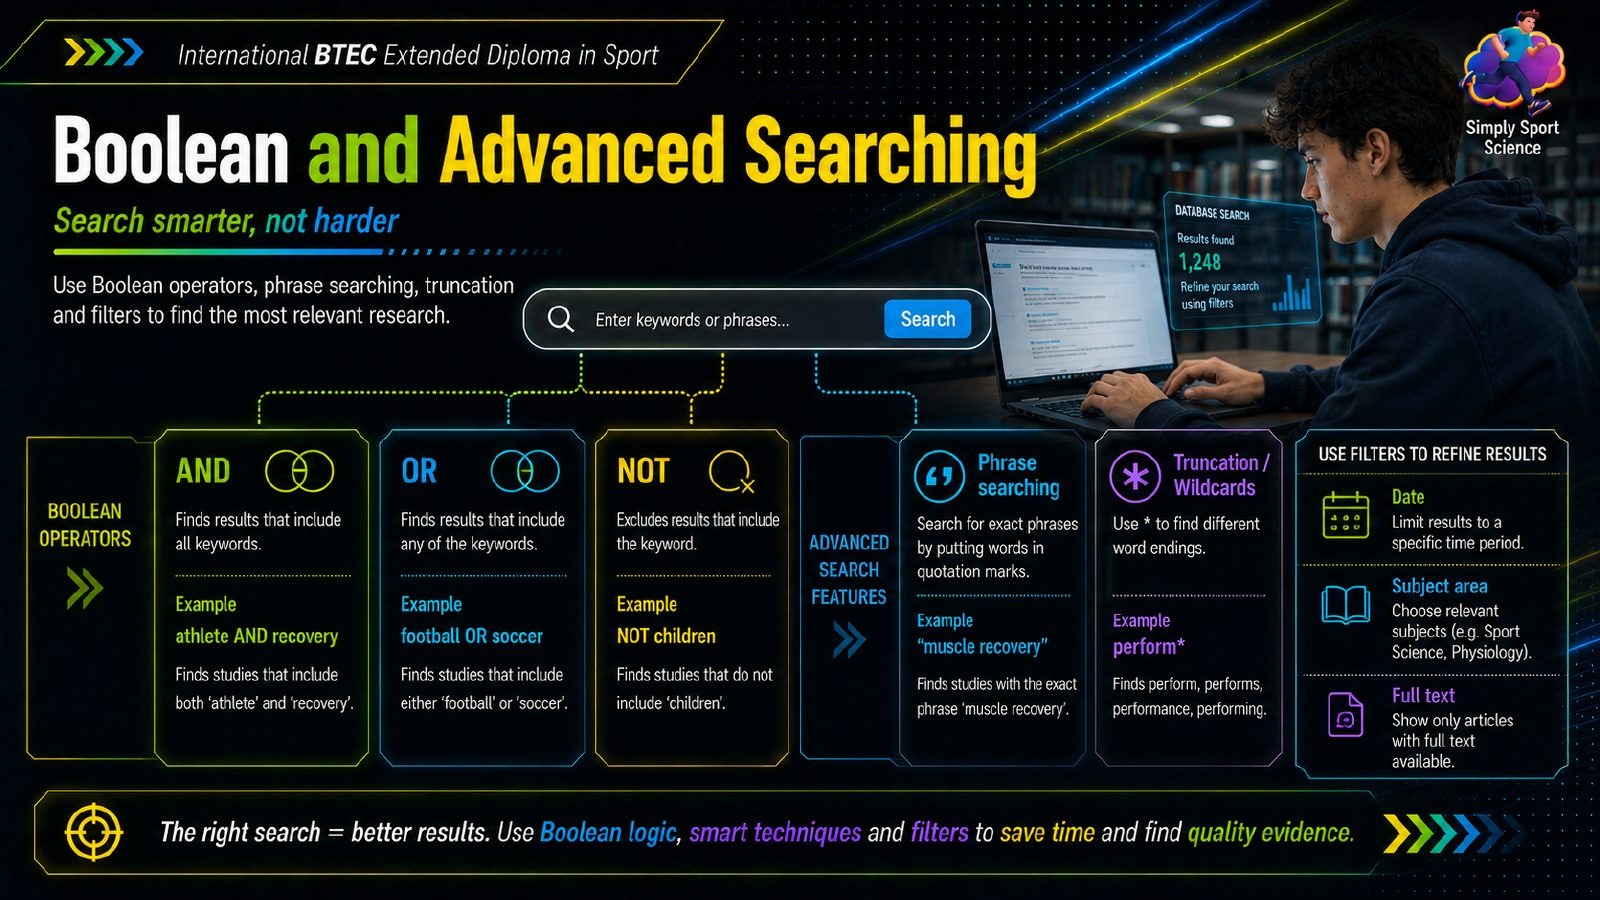 International BTEC Extended Diploma in Sport
Simply Sport
Science
Boolean and Advanced Searching
Search smarter, not harder
Use Boolean operators, phrase searching, truncation
and filters to find the most relevant research.
Enter keywords or phrases...
Search
DATABASE SEARCH
Results found
1,248
Refine your search
using filters
BOOLEAN
OPERATORS
AND
Finds results that include
all keywords.
Example
athlete AND recovery
Finds studies that include
both ‘athlete’ and ‘recovery’.
OR
Finds results that include
any of the keywords.
Example
football OR soccer
Finds studies that include
either ‘football’ or ‘soccer’.
NOT
Excludes results that include
the keyword.
Example
NOT children
Finds studies that do not
include ‘children’.
ADVANCED
SEARCH
FEATURES
Phrase
searching
Search for exact phrases
by putting words in
quotation marks.
Example
“muscle recovery”
Finds studies with the exact
phrase ‘muscle recovery’.
Truncation /
Wildcards
Use * to find different
word endings.
Example
perform*
Finds perform, performs,
performance, performing.
USE FILTERS TO REFINE RESULTS
Date
Limit results to a
specific time period.
Subject area
Choose relevant
subjects (e.g. Sport
Science, Physiology).
Full text
Show only articles
with full text
available.
The right search = better results. Use Boolean logic, smart techniques and filters to save time and find quality evidence.